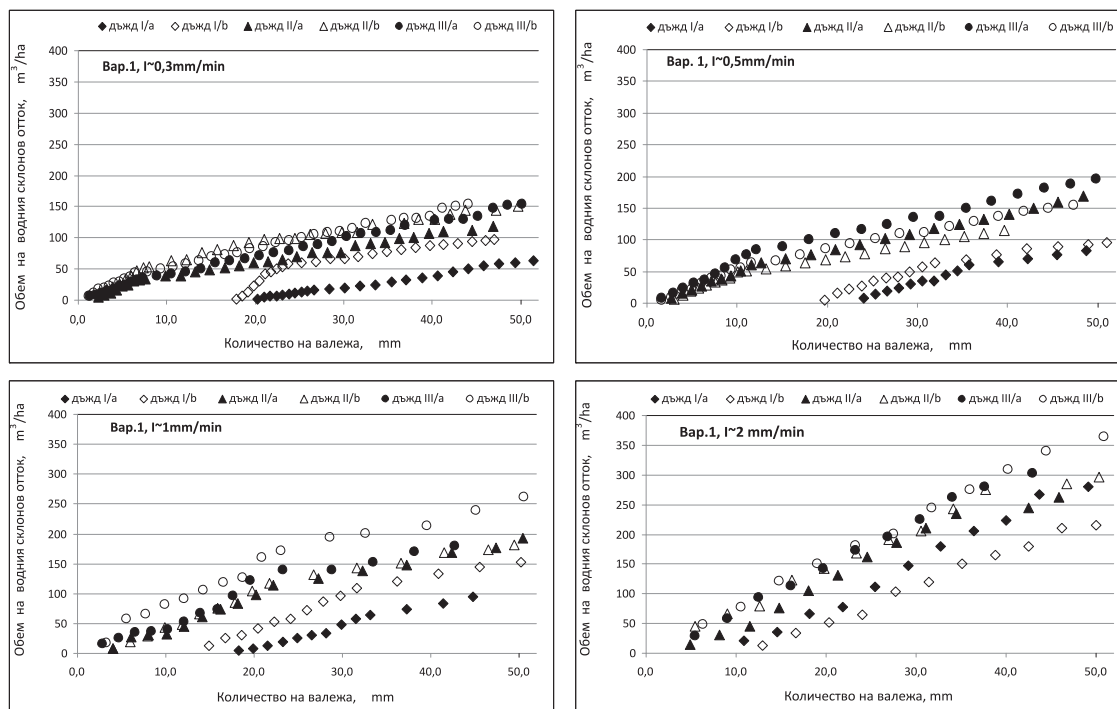 дъжд I/a дъжд I/b дъжд II/a дъжд II/b дъжд III/a дъжд III/b
Вар.1, I~0,3mm/min
Обем на водния склонов отток, m³/ha
400
350
300
250
200
150
100
50
0
0,0 10,0 20,0 30,0 40,0 50,0
Количество на валежа, mm
дъжд I/a дъжд I/b дъжд II/a дъжд II/b дъжд III/a дъжд III/b
Вар. 1, I~0,5mm/min
Обем на водния склонов отток, m³/ha
400
350
300
250
200
150
100
50
0
0,0 10,0 20,0 30,0 40,0 50,0
Количество на валежа, mm
дъжд I/a дъжд I/b дъжд II/a дъжд II/b дъжд III/a дъжд III/b
Вар.1, I~1mm/min
Обем на водния склонов отток, m³/ha
400
350
300
250
200
150
100
50
0
0,0 10,0 20,0 30,0 40,0 50,0
Количество на валежа, mm
дъжд I/a дъжд I/b дъжд II/a дъжд II/b дъжд III/a дъжд III/b
Вар.1, I~2 mm/min
Обем на водния склонов отток, m³/ha
400
350
300
250
200
150
100
50
0
0,0 10,0 20,0 30,0 40,0 50,0
Количество на валежа, mm